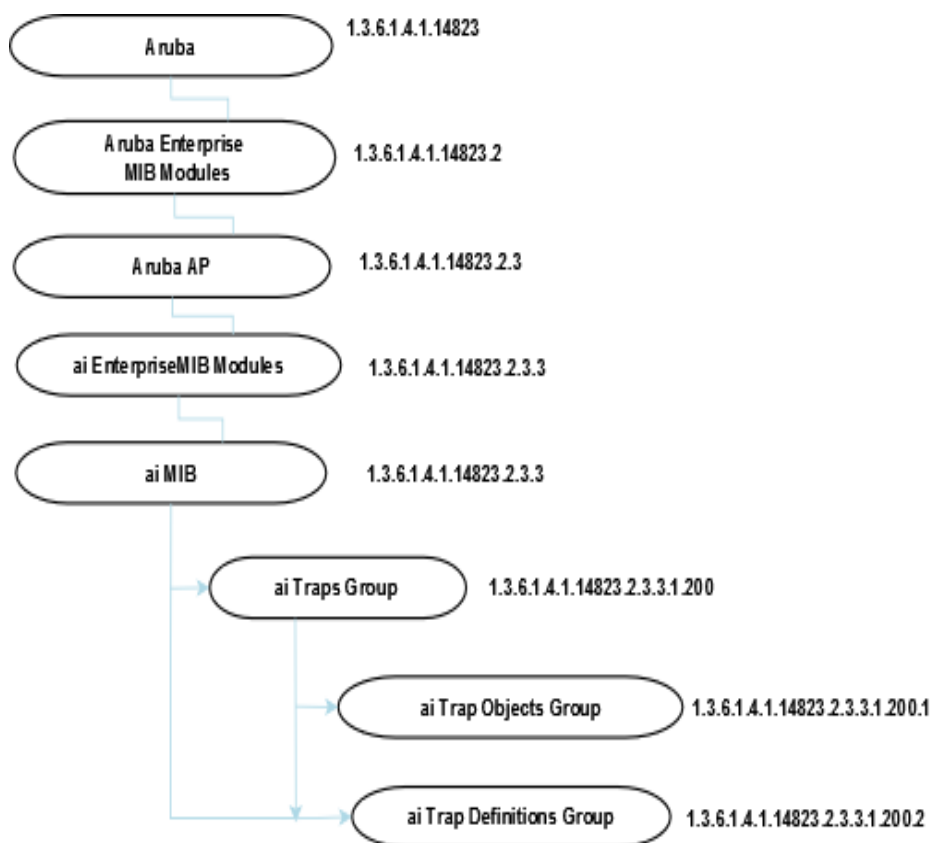 Aruba
1.3.6.1.4.1.14823
Aruba Enterprise
MIB Modules
1.3.6.1.4.1.14823.2
Aruba AP
1.3.6.1.4.1.14823.2.3
ai EnterpriseMIB Modules
1.3.6.1.4.1.14823.2.3.3
ai MIB
1.3.6.1.4.1.14823.2.3.3
ai Traps Group
1.3.6.1.4.1.14823.2.3.3.1.200
ai Trap Objects Group
1.3.6.1.4.1.14823.2.3.3.1.200.1
ai Trap Definitions Group
1.3.6.1.4.1.14823.2.3.3.1.200.2